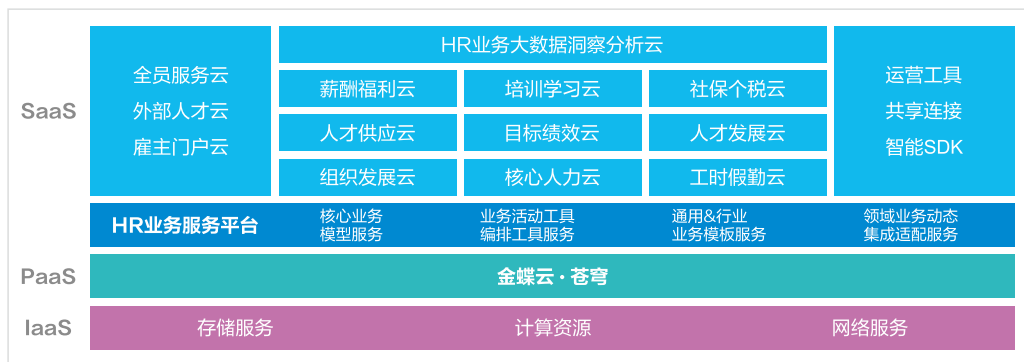 SaaS
全员服务云
外部人才云
雇主门户云
HR业务大数据洞察分析云
薪酬福利云
培训学习云
社保个税云
人才供应云
目标绩效云
人才发展云
组织发展云
核心人力云
工时假勤云
运营工具
共享连接
智能SDK
HR业务服务平台
核心业务
模型服务
业务活动工具
编排工具服务
通用&行业
业务模板服务
领域业务动态
集成适配服务
PaaS
金蝶云·苍穹
IaaS
存储服务
计算资源
网络服务